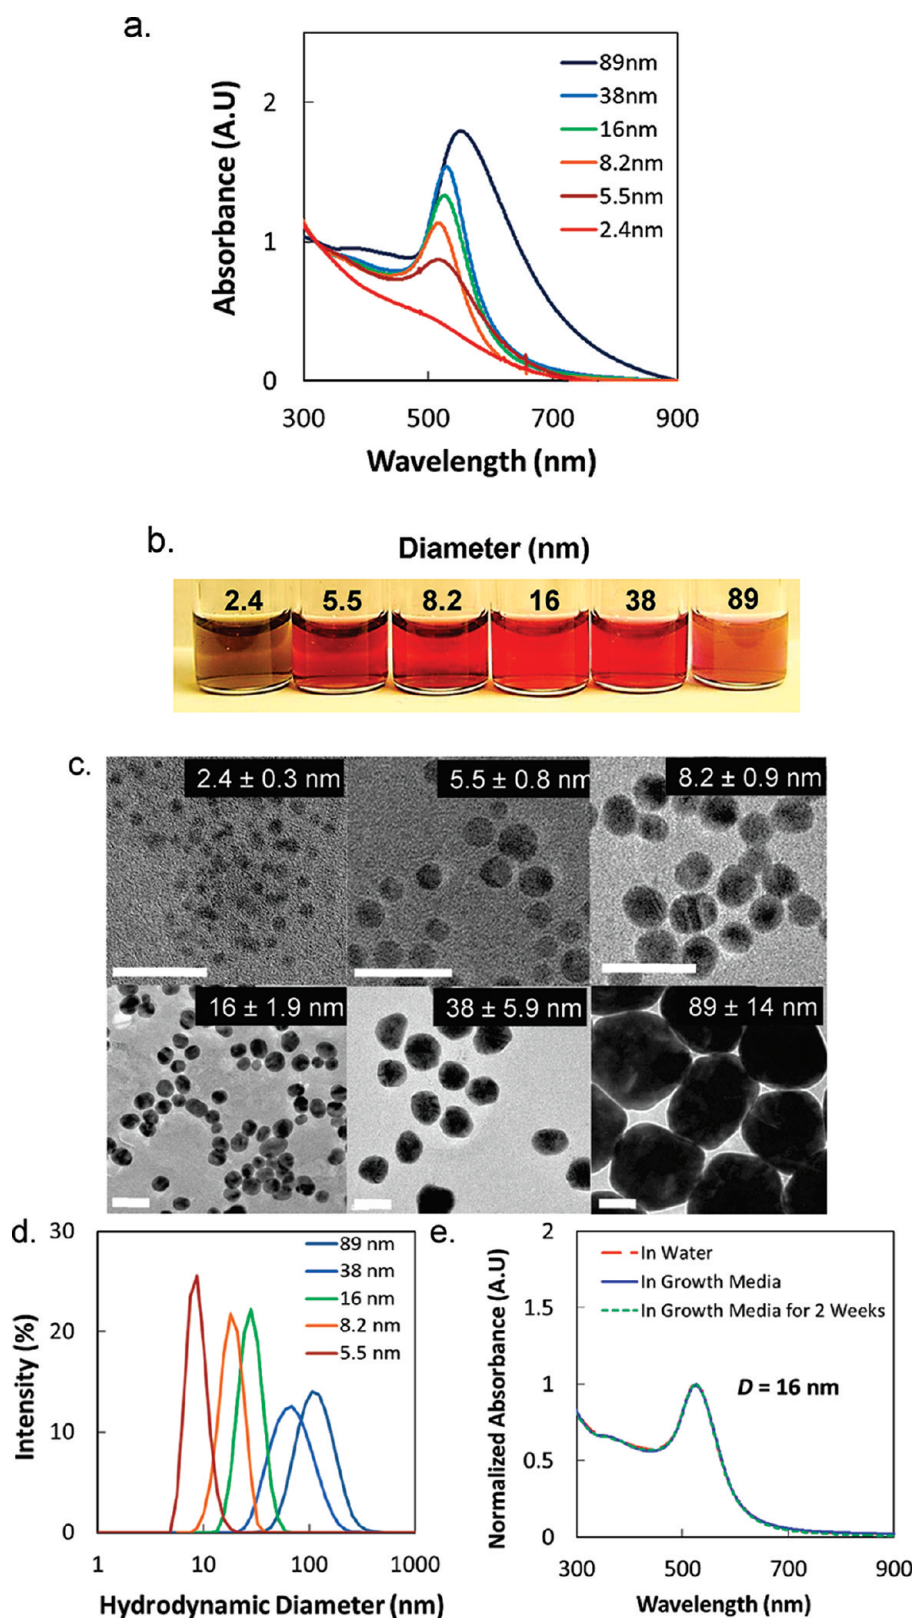 a.
Absorbance (A.U)
2
1
0
89nm
38nm
16nm
8.2nm
5.5nm
2.4nm
300 500 700 900
Wavelength (nm)
b.
Diameter (nm)
2.4 5.5 8.2 16 38 89
c.
2.4 ± 0.3 nm
5.5 ± 0.8 nm
8.2 ± 0.9 nm
16 ± 1.9 nm
38 ± 5.9 nm
89 ± 14 nm
d.
Intensity (%)
30
20
10
0
89 nm
38 nm
16 nm
8.2 nm
5.5 nm
1 10 100 1000
Hydrodynamic Diameter (nm)
e.
Normalized Absorbance (A.U)
2
1.5
1
0.5
0
In Water
In Growth Media
In Growth Media for 2 Weeks
D = 16 nm
300 500 700 900
Wavelength (nm)